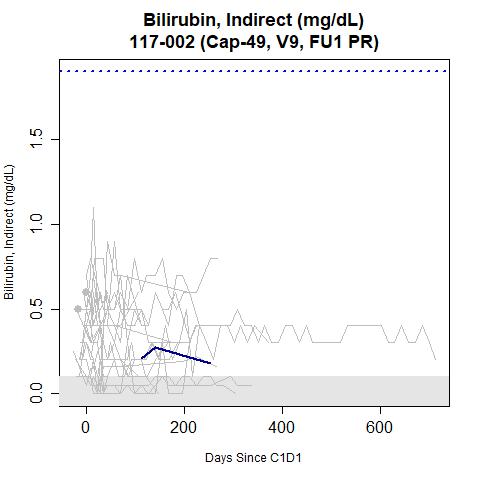 Bilirubin, Indirect (mg/dL)
117-002 (Cap-49, V9, FU1 PR)
Bilirubin, Indirect (mg/dL)
1.5
1.0
0.5
0.0
0 200 400 600
Days Since C1D1